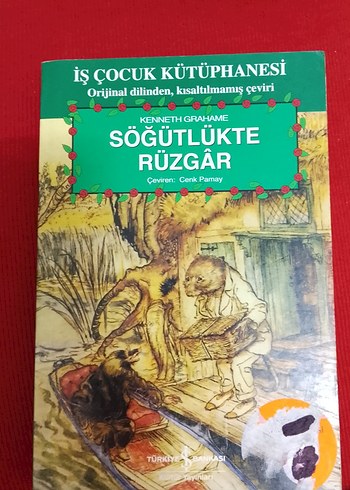 İŞ ÇOCUK KÜTÜPHANESİ
Orijinal dilinden, kısaltılmamış çeviri
KENNETH GRAHAME
SÖĞÜTLÜKTE
RÜZGÂR
Çeviren: Cenk Pamay
TÜRKİYE BANKASI
yayınları